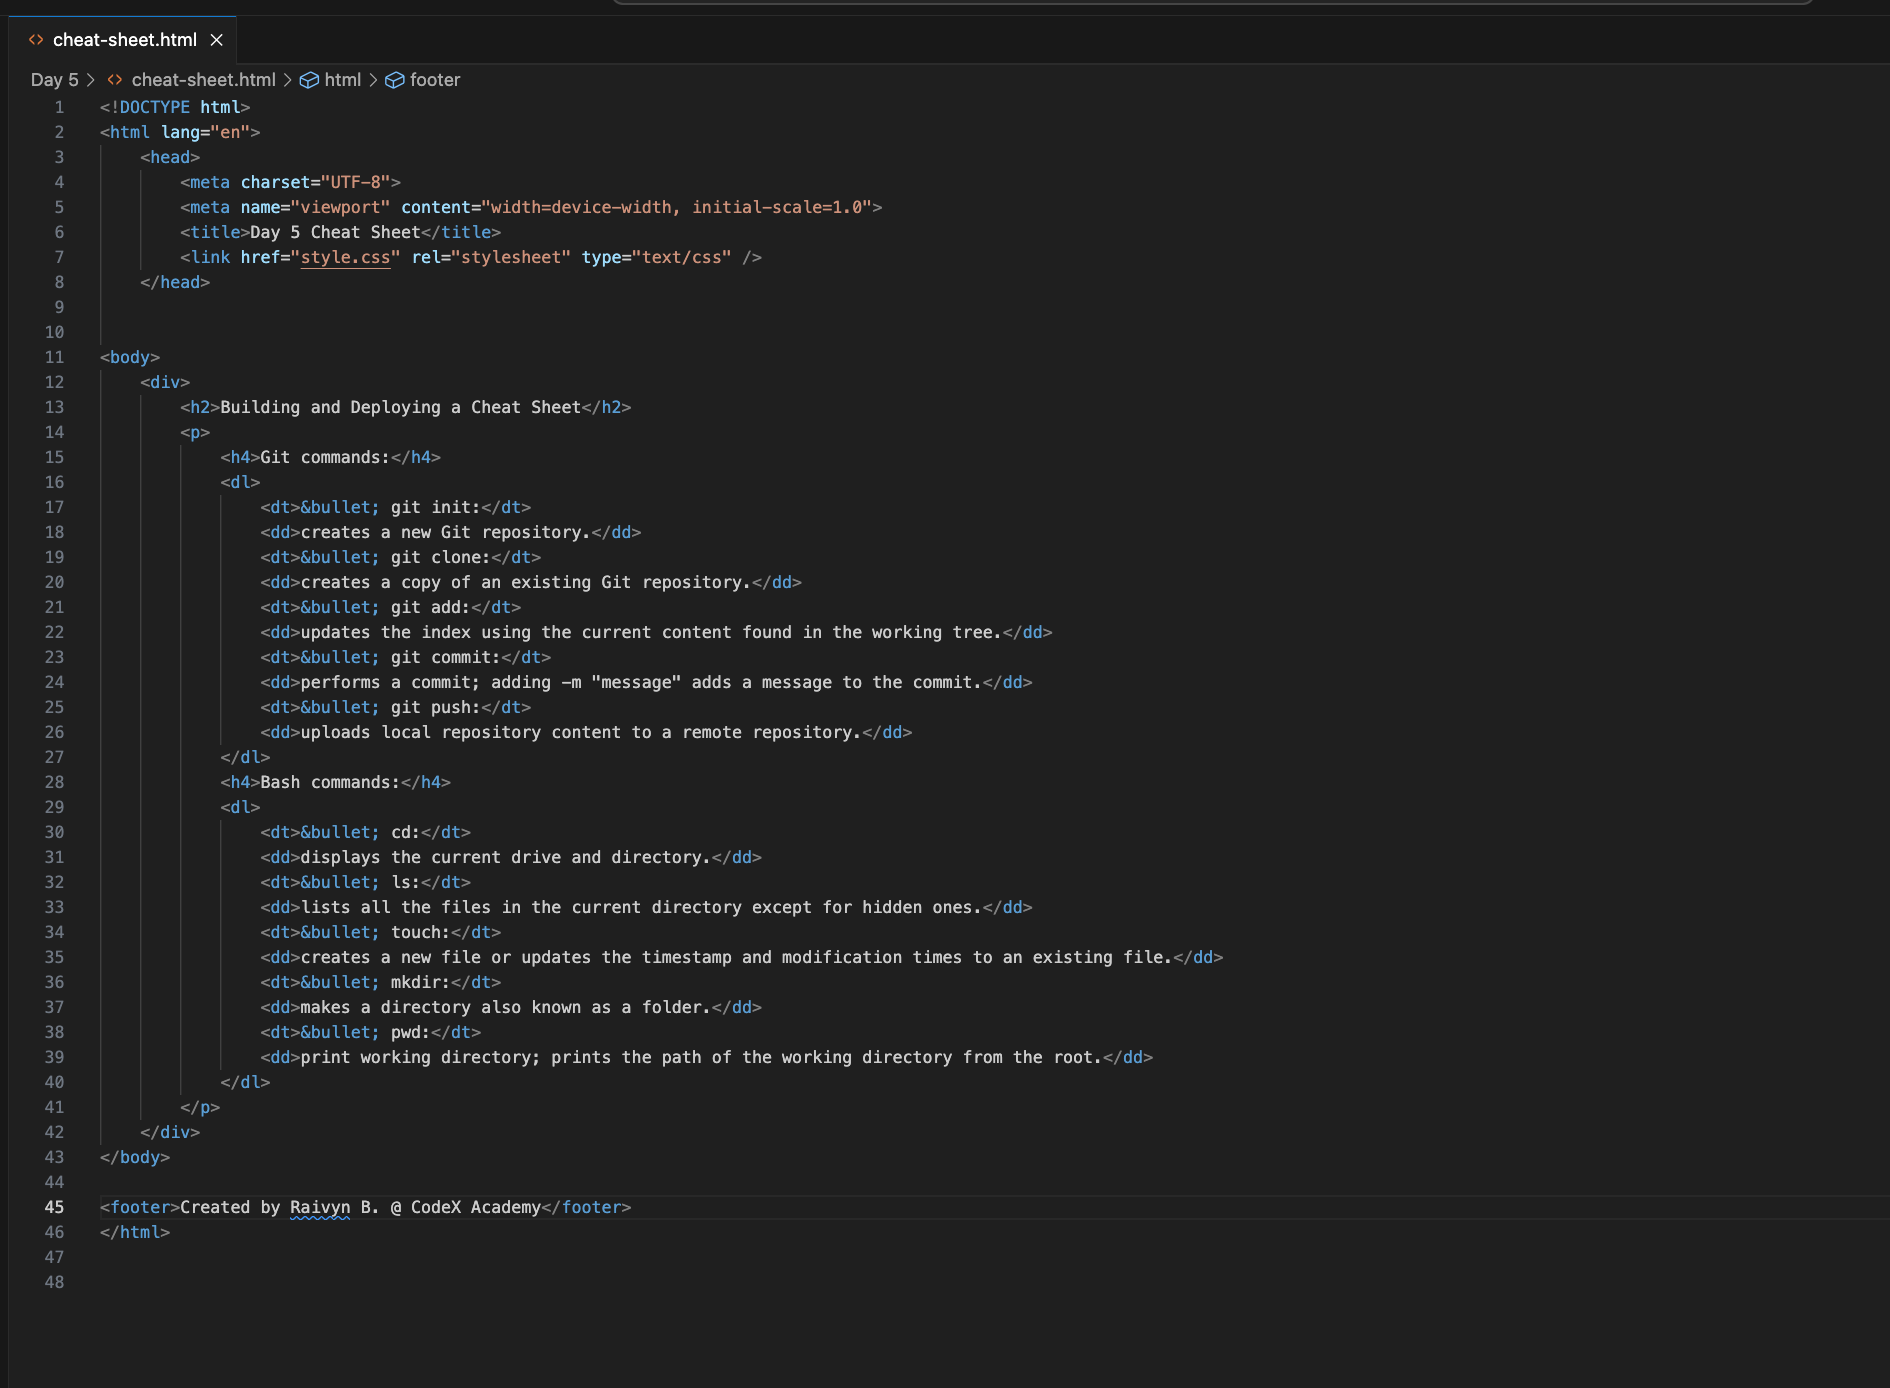 cheat-sheet.html
Day 5 > cheat-sheet.html > html > footer
1 <!DOCTYPE html>
2 <html lang="en">
3 <head>
4 <meta charset="UTF-8">
5 <meta name="viewport" content="width=device-width, initial-scale=1.0">
6 <title>Day 5 Cheat Sheet</title>
7 <link href="style.css" rel="stylesheet" type="text/css" />
8 </head>
9
10
11 <body>
12 <div>
13 <h2>Building and Deploying a Cheat Sheet</h2>
14 <p>
15 <h4>Git commands:</h4>
16 <dl>
17 <dt>&bullet; git init:</dt>
18 <dd>creates a new Git repository.</dd>
19 <dt>&bullet; git clone:</dt>
20 <dd>creates a copy of an existing Git repository.</dd>
21 <dt>&bullet; git add:</dt>
22 <dd>updates the index using the current content found in the working tree.</dd>
23 <dt>&bullet; git commit:</dt>
24 <dd>performs a commit; adding -m "message" adds a message to the commit.</dd>
25 <dt>&bullet; git push:</dt>
26 <dd>uploads local repository content to a remote repository.</dd>
27 </dl>
28 <h4>Bash commands:</h4>
29 <dl>
30 <dt>&bullet; cd:</dt>
31 <dd>displays the current drive and directory.</dd>
32 <dt>&bullet; ls:</dt>
33 <dd>lists all the files in the current directory except for hidden ones.</dd>
34 <dt>&bullet; touch:</dt>
35 <dd>creates a new file or updates the timestamp and modification times to an existing file.</dd>
36 <dt>&bullet; mkdir:</dt>
37 <dd>makes a directory also known as a folder.</dd>
38 <dt>&bullet; pwd:</dt>
39 <dd>print working directory; prints the path of the working directory from the root.</dd>
40 </dl>
41 </p>
42 </div>
43 </body>
44
45 <footer>Created by Raivyn B. @ CodeX Academy</footer>
46 </html>
47
48